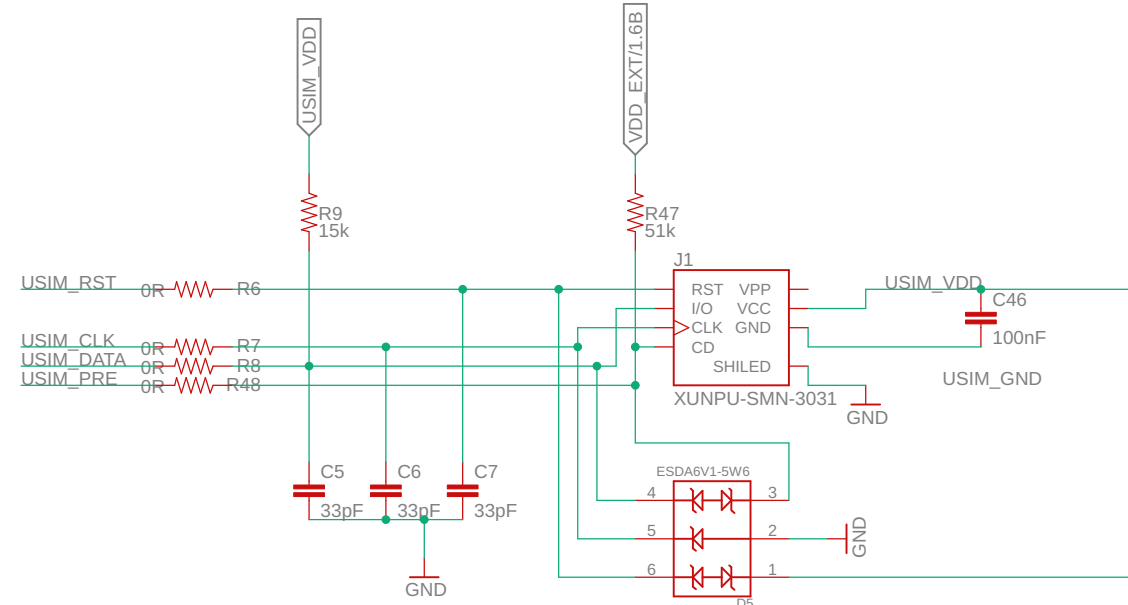 USIM_VDD
VDD_EXT/1.6B
R9
15k
R47
51k
J1
USIM_RST
0R
R6
RST
VPP
USIM_VDD
I/O
VCC
C46
USIM_CLK
0R
R7
CLK
GND
100nF
USIM_DATA
0R
R8
CD
USIM_PRE
0R
R48
SHILED
USIM_GND
XUNPU-SMN-3031
GND
C5
C6
C7
ESDA6V1-5W6
33pF
33pF
33pF
4
3
5
2
GND
6
1
GND
D5